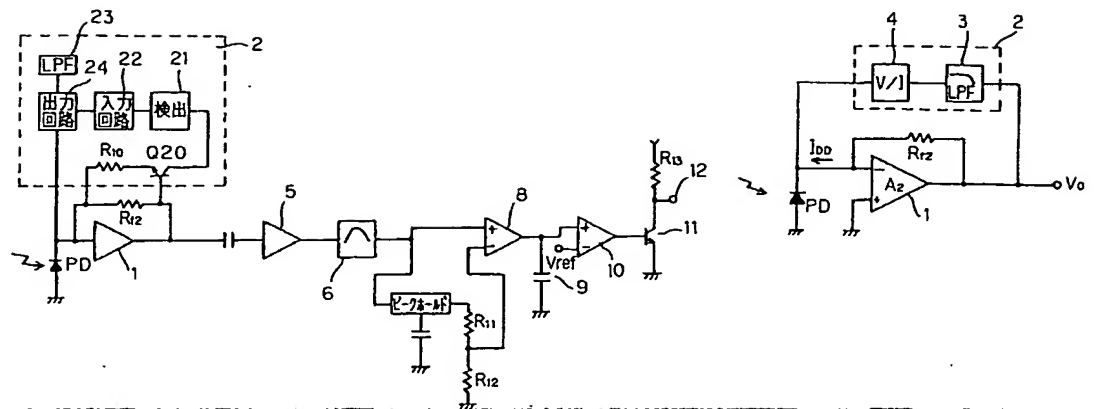 23
LPF
24
22
21
2
出力
回路
入力
回路
検出
R10
Q20
Rf2
1
PD
5
6
ピークホールド
R11
R12
8
9
Vref
10
R13
12
11
4
3
2
V/I
LPF
IDD
Rf2
A2
1
PD
Vo